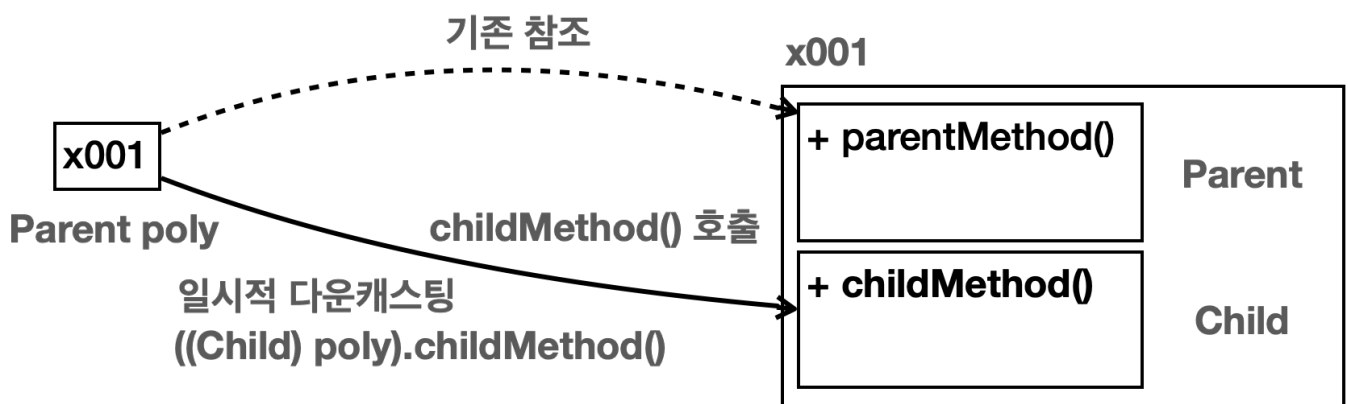 기존 참조
x001
x001
+ parentMethod()
Parent
Parent poly
childMethod() 호출
일시적 다운캐스팅
((Child) poly).childMethod()
+ childMethod()
Child